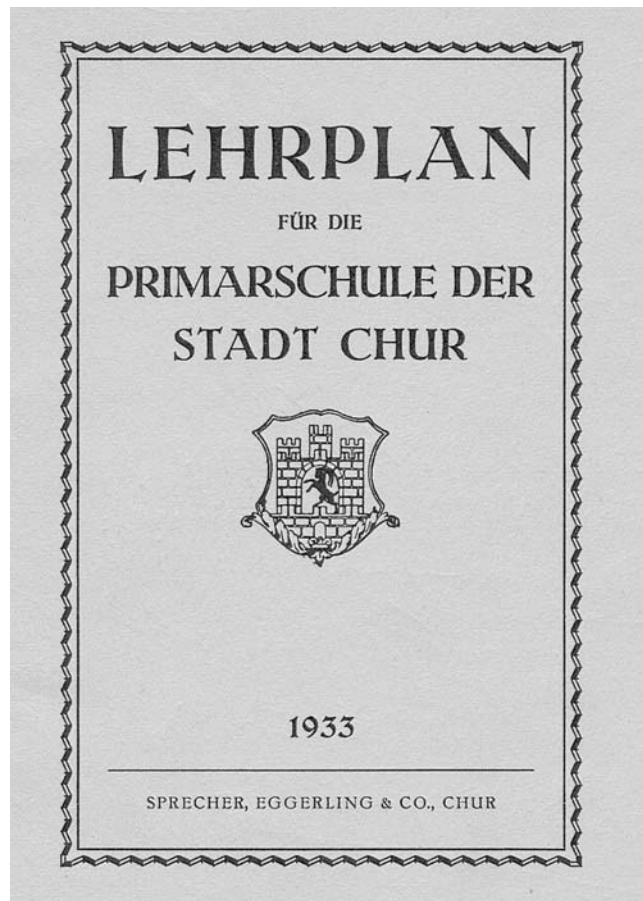 LEHRPLAN
FÜR DIE
PRIMARSCHULE DER
STADT CHUR
1933
SPRECHER, EGGERLING & CO., CHUR